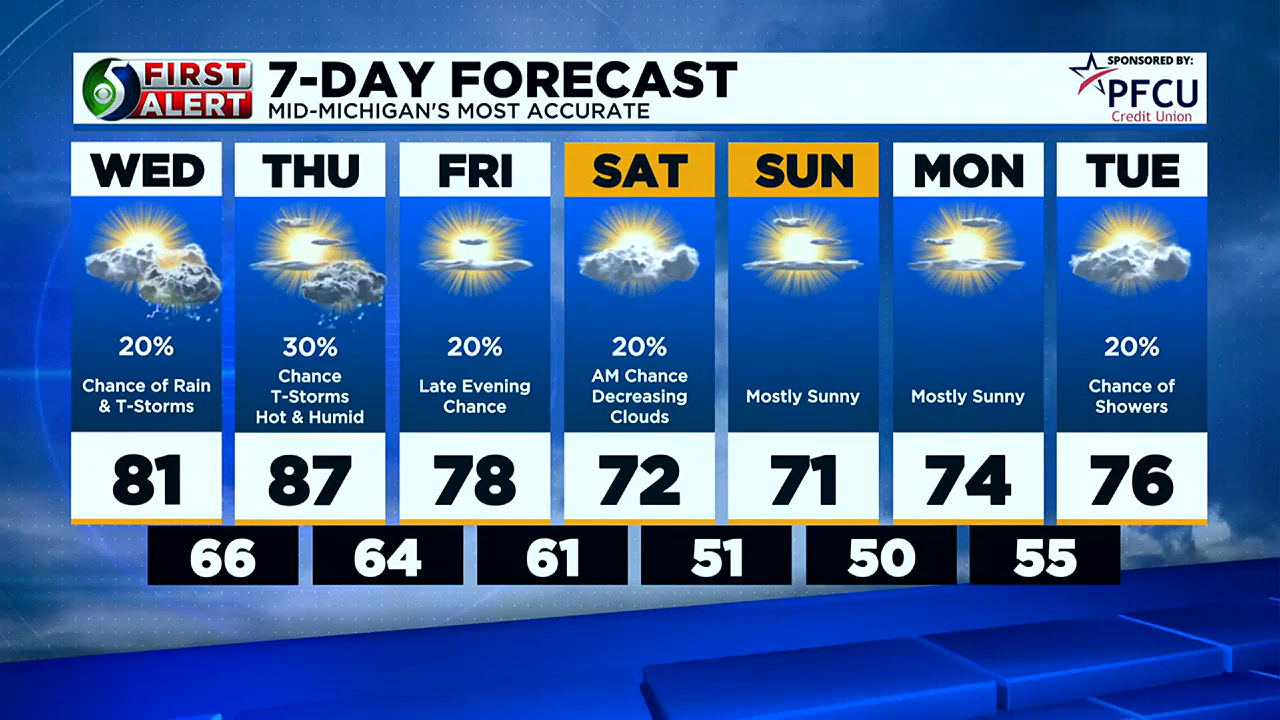 5 FIRST ALERT
7-DAY FORECAST
MID-MICHIGAN'S MOST ACCURATE
SPONSORED BY:
PFCU
Credit Union
WED
20%
Chance of Rain
& T-Storms
81
THU
30%
Chance
T-Storms
Hot & Humid
87
FRI
20%
Late Evening
Chance
78
SAT
20%
AM Chance
Decreasing
Clouds
72
SUN
Mostly Sunny
71
MON
Mostly Sunny
74
TUE
20%
Chance of
Showers
76
66
64
61
51
50
55